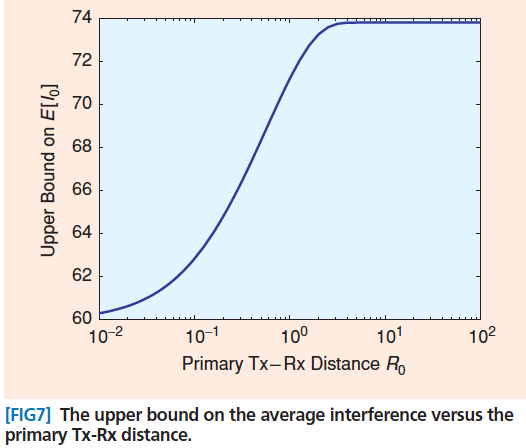 74
72
70
68
66
64
62
60
Upper Bound on E[I₀]
10⁻² 10⁻¹ 10⁰ 10¹ 10²
Primary Tx–Rx Distance R₀
[FIG7] The upper bound on the average interference versus the
primary Tx-Rx distance.